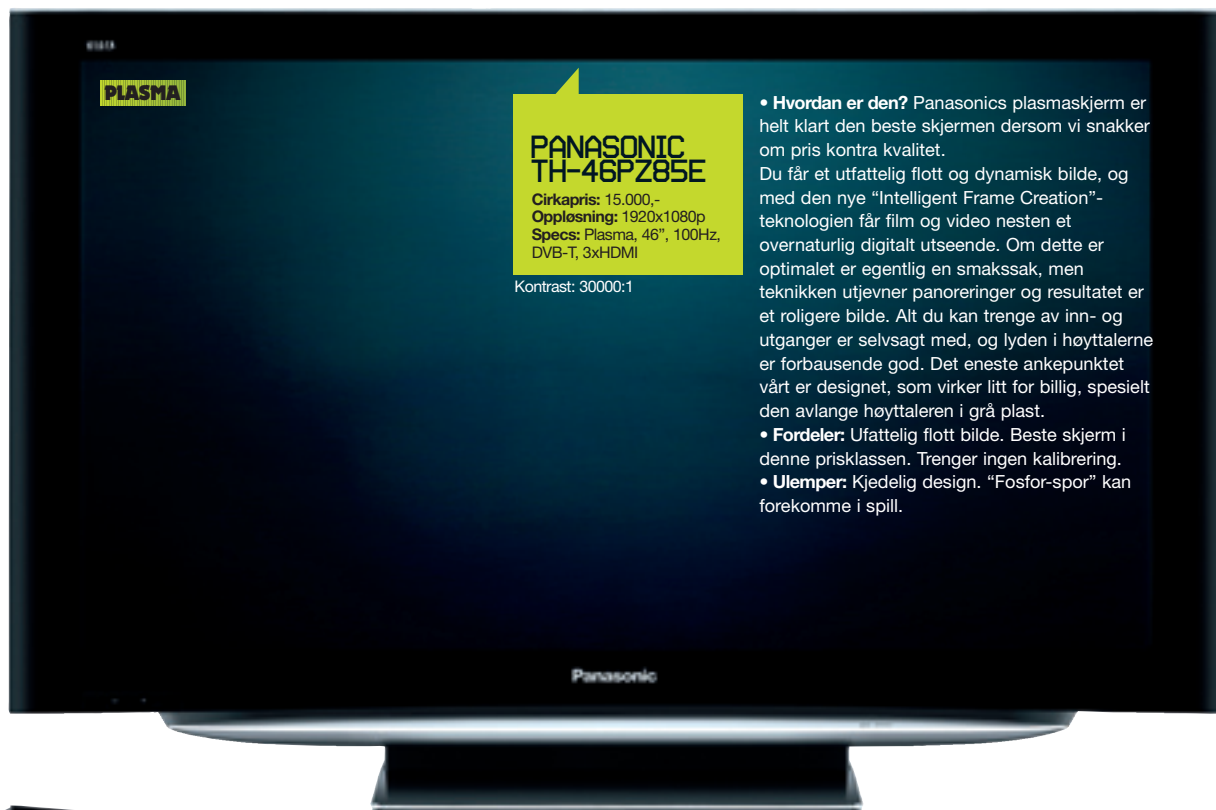 PLASMA
PANASONIC
TH-46PZ85E
Cirkapris: 15.000,-
Oppløsning: 1920x1080p
Specs: Plasma, 46”, 100Hz,
DVB-T, 3xHDMI
Kontrast: 30000:1
• Hvordan er den? Panasonics plasmaskjerm er
helt klart den beste skjermen dersom vi snakker
om pris kontra kvalitet.
Du får et utfattelig flott og dynamisk bilde, og
med den nye “Intelligent Frame Creation”-
teknologien får film og video nesten et
overnaturlig digitalt utseende. Om dette er
optimalet er egentlig en smakssak, men
teknikken utjevner panoreringer og resultatet er
et roligere bilde. Alt du kan trenge av inn- og
utganger er selvsagt med, og lyden i høyttalerne
er forbausende god. Det eneste ankepunktet
vårt er designet, som virker litt for billig, spesielt
den avlange høyttaleren i grå plast.
• Fordeler: Ufattelig flott bilde. Beste skjerm i
denne prisklassen. Trenger ingen kalibrering.
• Ulemper: Kjedelig design. “Fosfor-spor” kan
forekomme i spill.
Panasonic